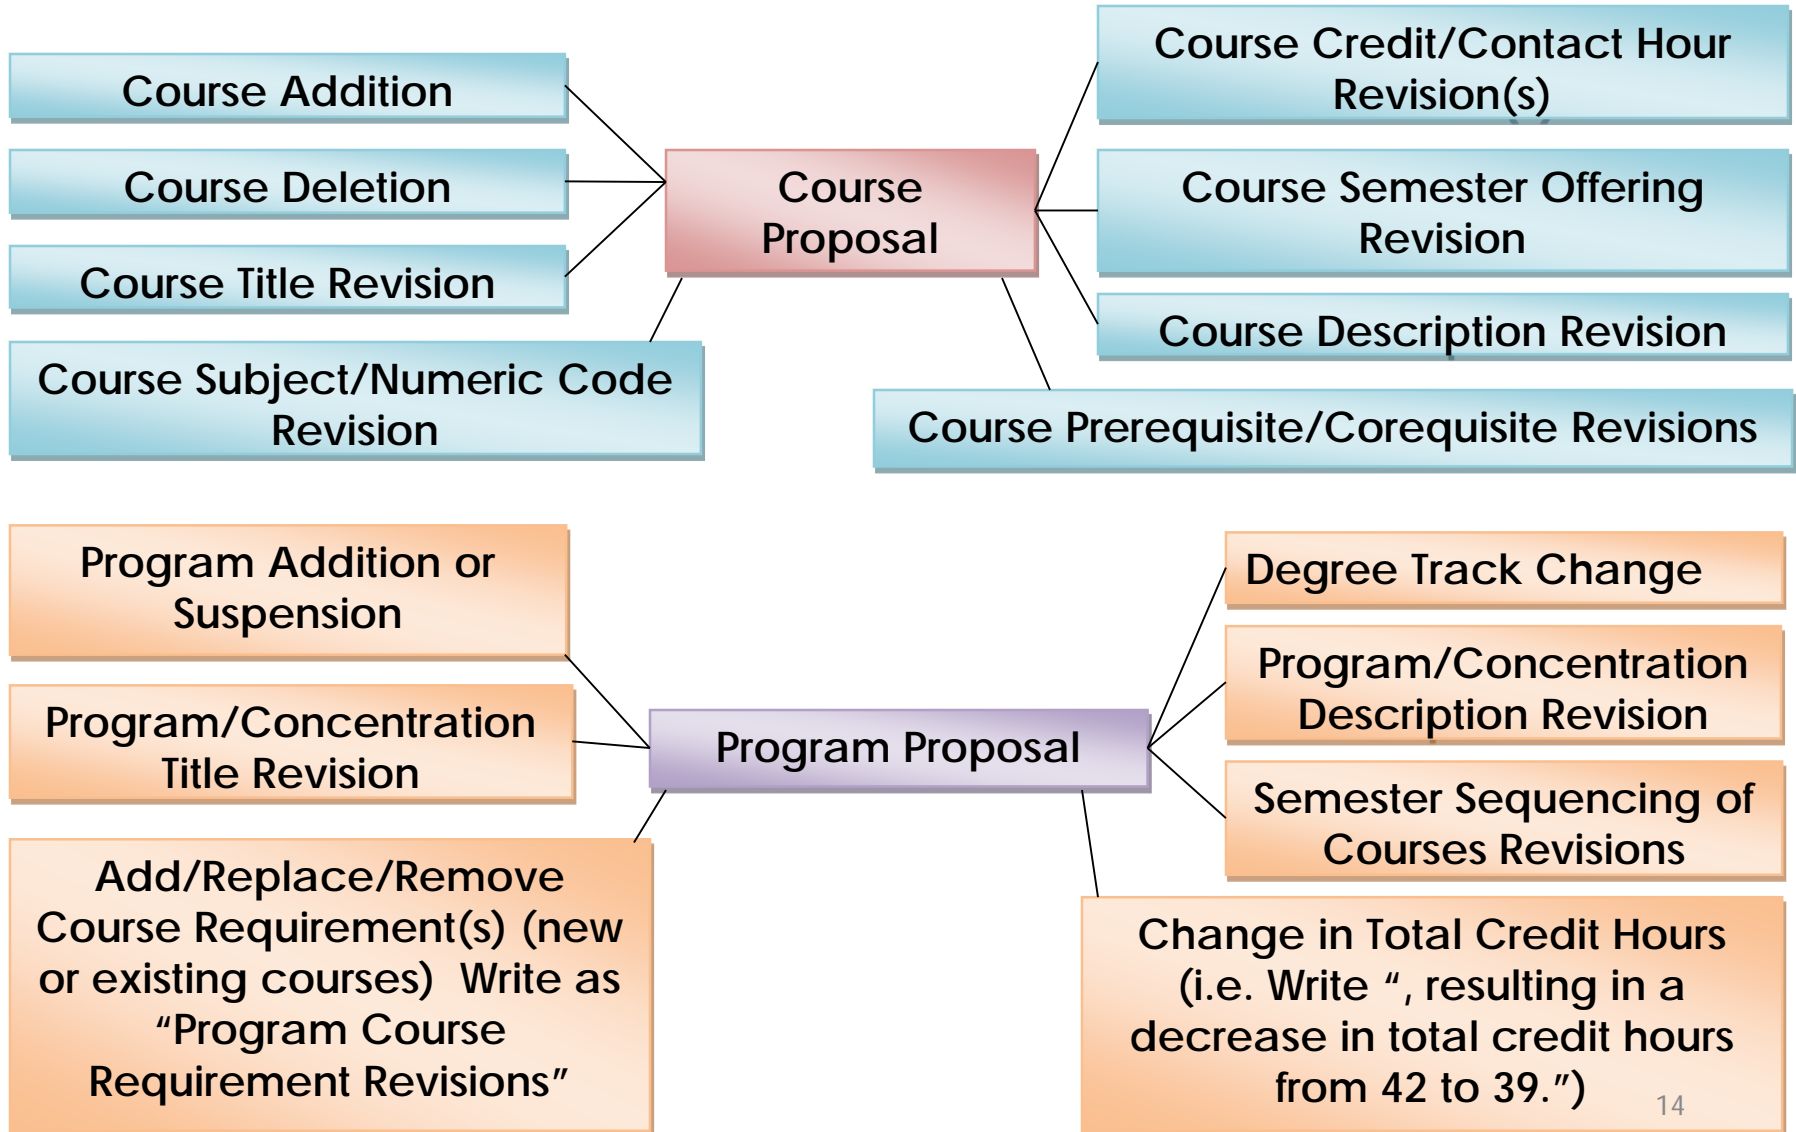 Course Addition
Course Deletion
Course Title Revision
Course Subject/Numeric Code
Revision
Course
Proposal
Course Credit/Contact Hour
Revision(s)
Course Semester Offering
Revision
Course Description Revision
Course Prerequisite/Corequisite Revisions
Program Addition or
Suspension
Program/Concentration
Title Revision
Add/Replace/Remove
Course Requirement(s) (new
or existing courses)  Write as
“Program Course
Requirement Revisions”
Program Proposal
Degree Track Change
Program/Concentration
Description Revision
Semester Sequencing of
Courses Revisions
Change in Total Credit Hours
(i.e. Write “, resulting in a
decrease in total credit hours
from 42 to 39.”)
14